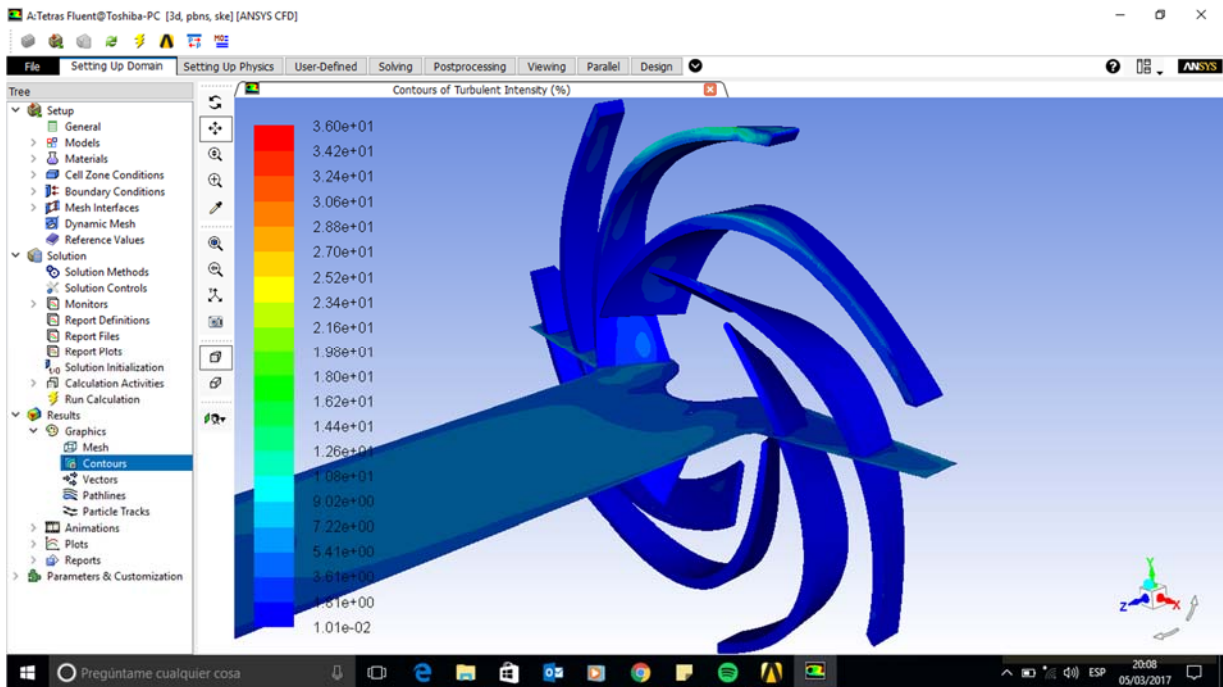 A:Tetras Fluent@Toshiba-PC [3d, pbns, ske] [ANSYS CFD]
File Setting Up Domain Setting Up Physics User-Defined Solving Postprocessing Viewing Parallel Design ANSYS
Tree
Contours of Turbulent Intensity (%)
Setup
General
Models
Materials
Cell Zone Conditions
Boundary Conditions
Mesh Interfaces
Dynamic Mesh
Reference Values
Solution
Solution Methods
Solution Controls
Monitors
Report Definitions
Report Files
Report Plots
Solution Initialization
Calculation Activities
Run Calculation
Results
Graphics
Mesh
Contours
Vectors
Pathlines
Particle Tracks
Animations
Plots
Reports
Parameters & Customization
3.60e+01
3.42e+01
3.24e+01
3.06e+01
2.88e+01
2.70e+01
2.52e+01
2.34e+01
2.16e+01
1.98e+01
1.80e+01
1.62e+01
1.44e+01
1.26e+01
1.08e+01
9.02e+00
7.22e+00
5.41e+00
3.61e+00
1.81e+00
1.01e-02
Y
Z X
Pregúntame cualquier cosa
ESP
20:08
05/03/2017